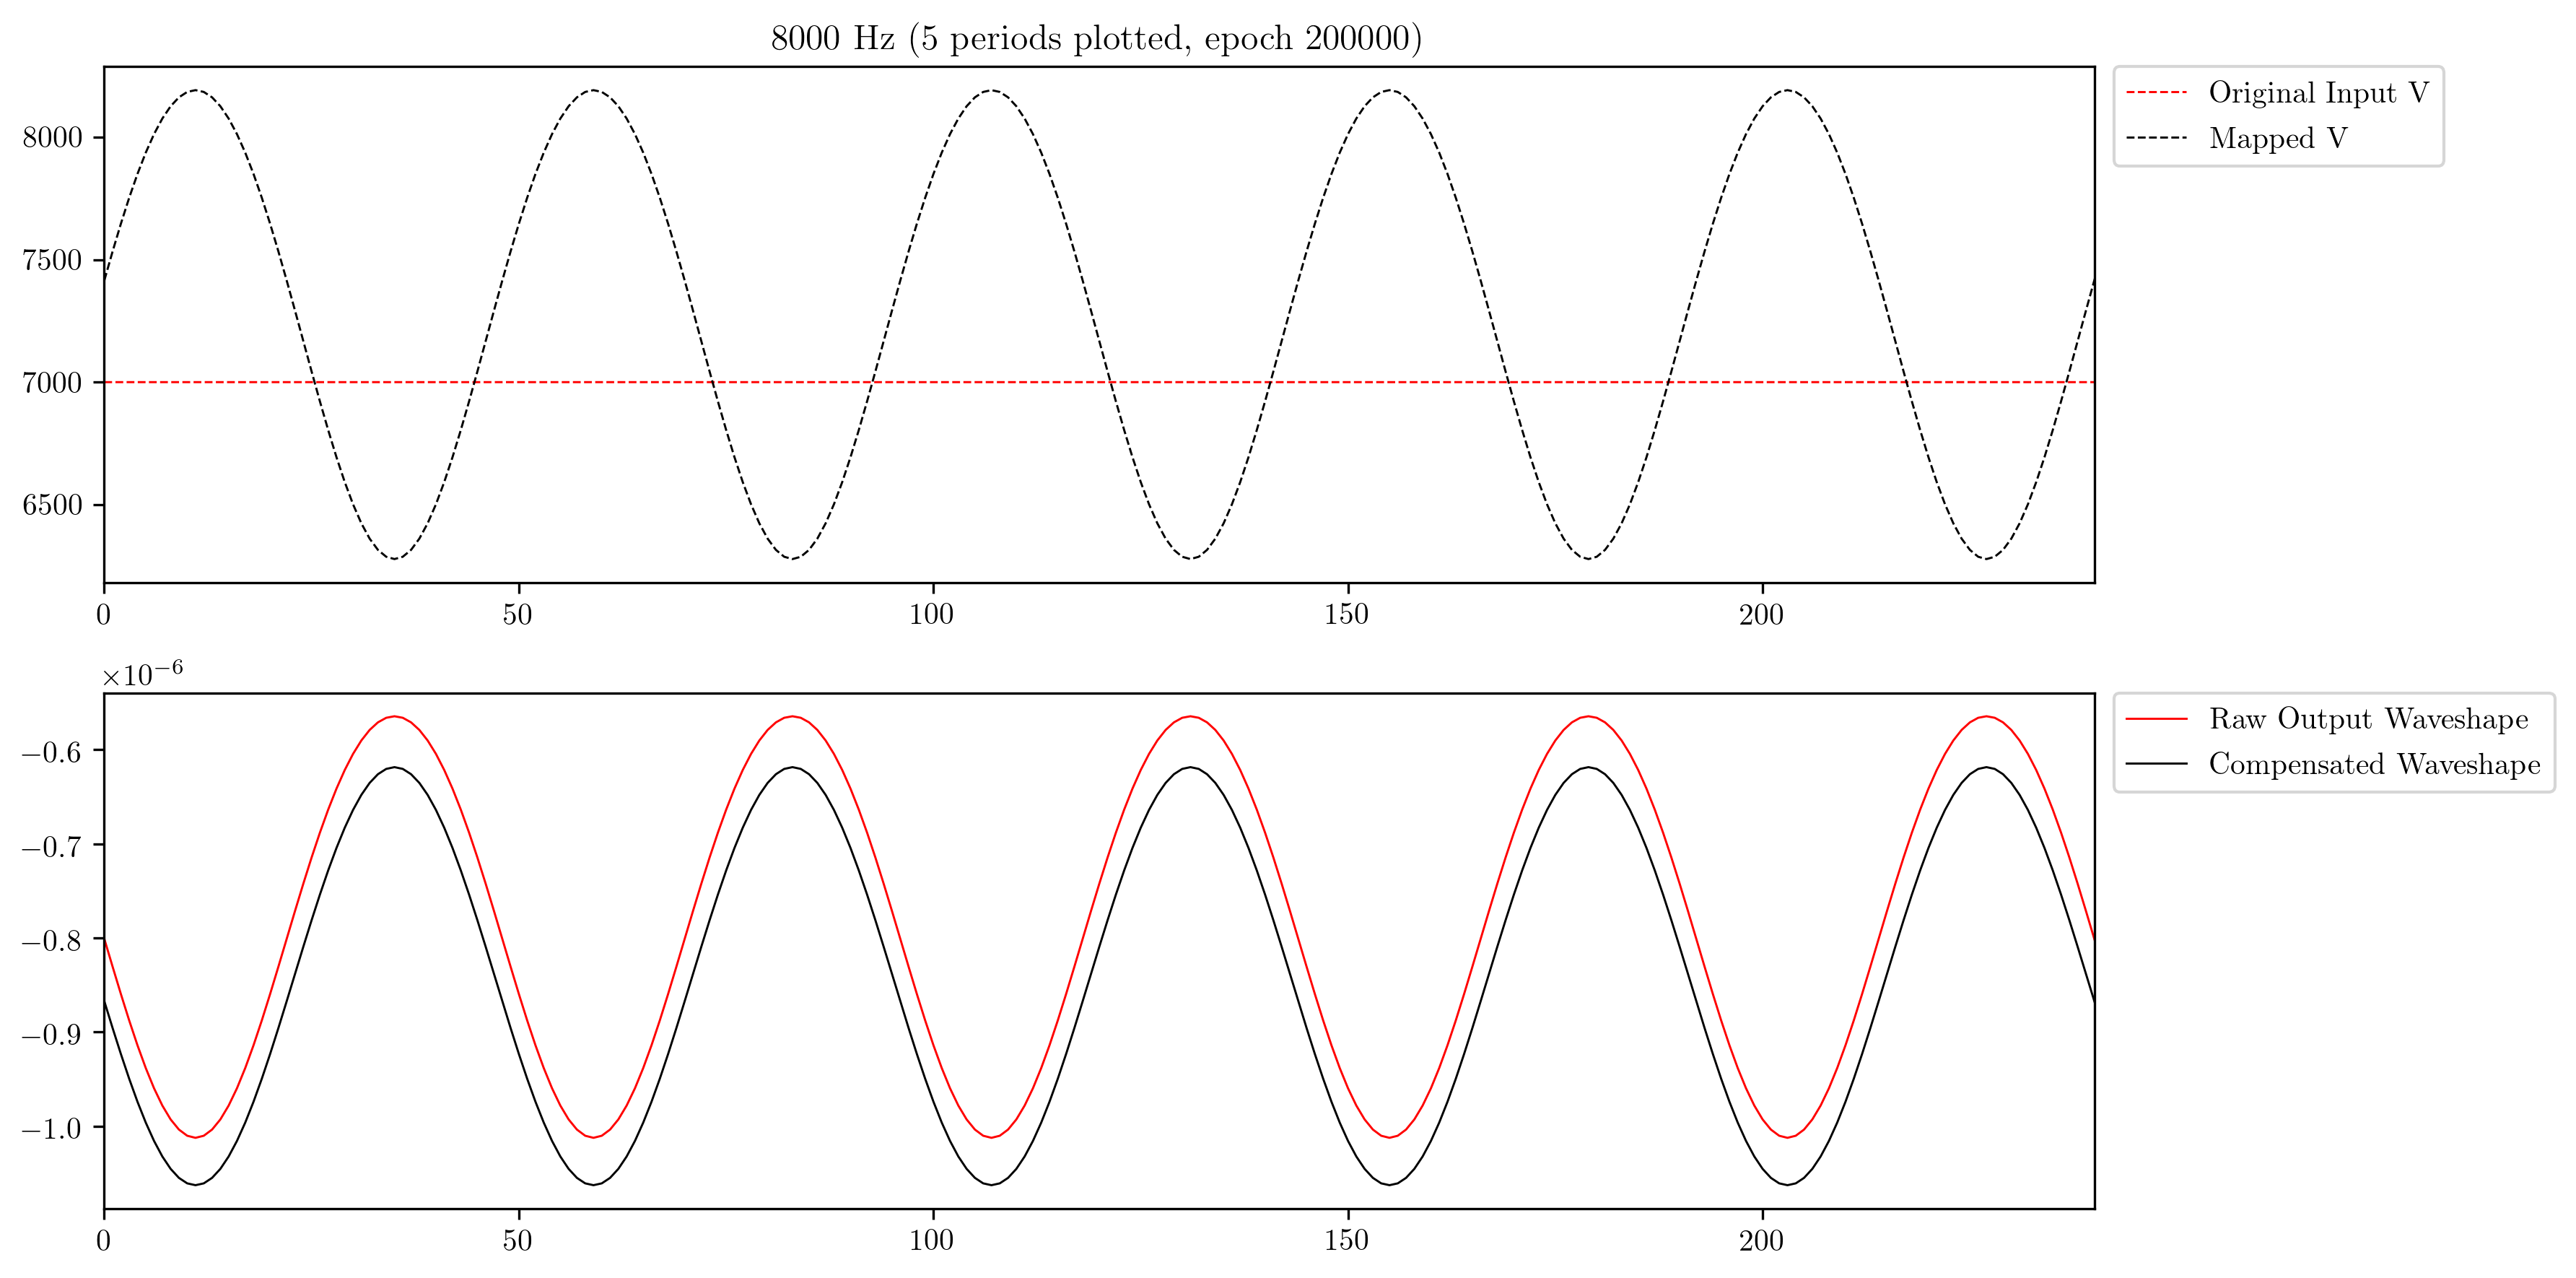 8000 Hz (5 periods plotted, epoch 200000)
Original Input V
Mapped V
8000
7500
7000
6500
0 50 100 150 200
×10⁻⁶
Raw Output Waveshape
Compensated Waveshape
−0.6
−0.7
−0.8
−0.9
−1.0
0 50 100 150 200